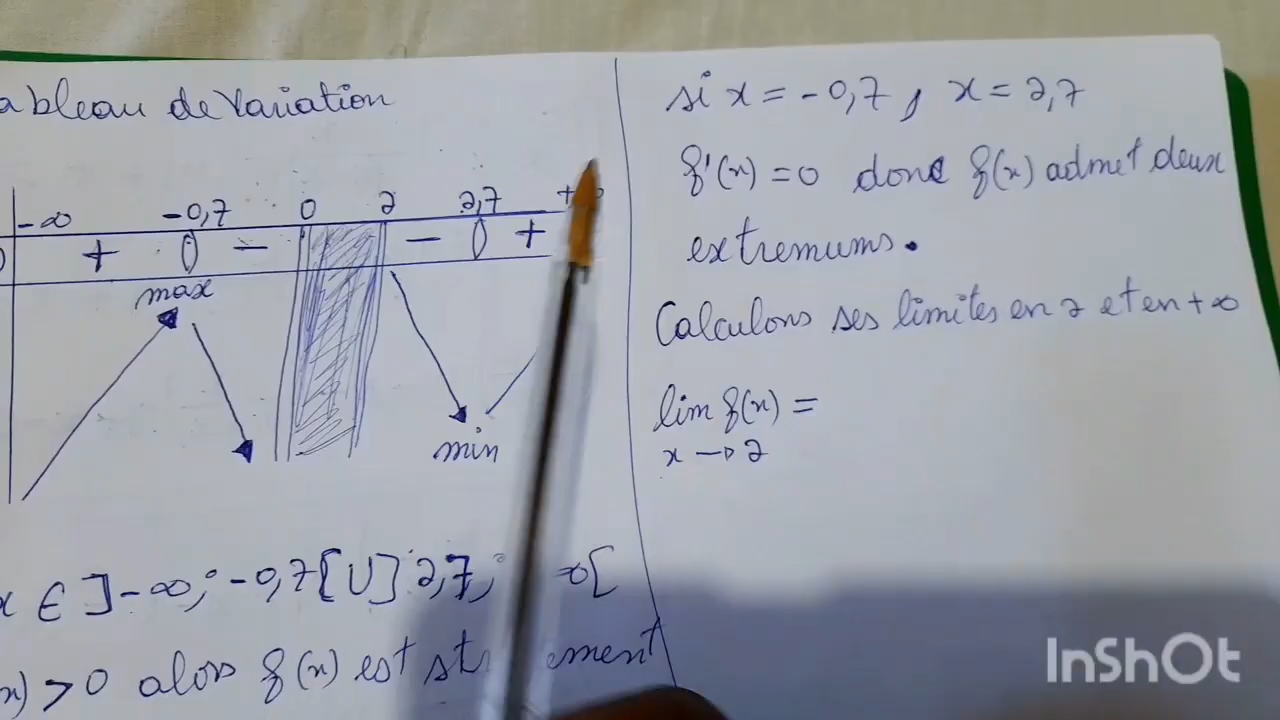 ableau de variation
-∞ -0,7 0 2 2,7
+ 0 - - 0 +
max
min
x ∈ ]-∞; -0,7[ U ] 2,7; ∞[
x) > 0 alors f(x) est
si x = -0,7, x = 2,7
f'(x) = 0 donc f(x) admet deux
extremums.
Calculons ses limites en 2 et en +∞
lim f(x) =
x → 2
InShOt